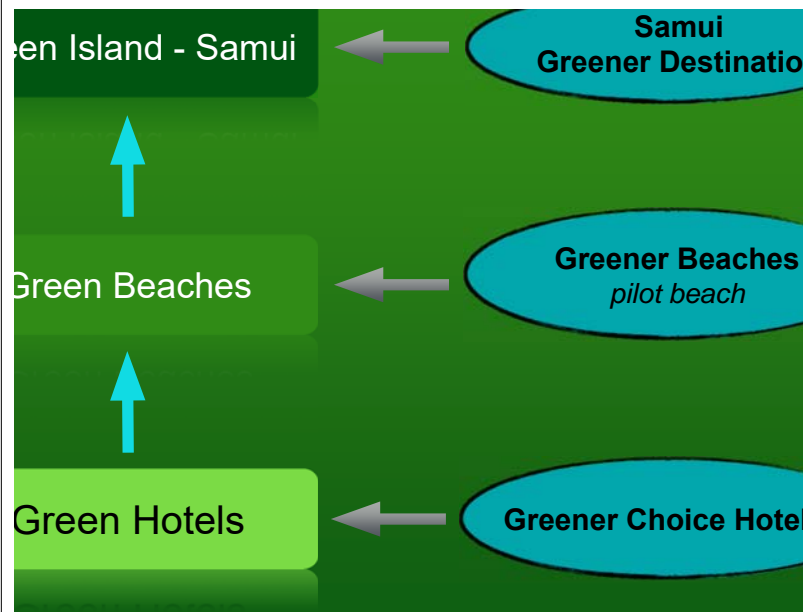 een Island - Samui
Samui
Greener Destinatio
Green Beaches
Greener Beaches
pilot beach
Green Hotels
Greener Choice Hotel